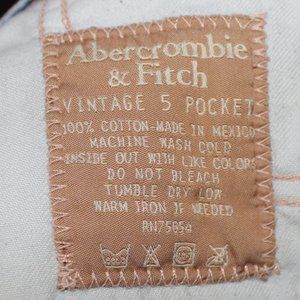 Abercrombie
& Fitch
VINTAGE 5 POCKET
100% COTTON-MADE IN MEXICO
MACHINE WASH COLD
INSIDE OUT WITH LIKE COLORS
DO NOT BLEACH
TUMBLE DRY LOW
WARM IRON IF NEEDED
RN75654